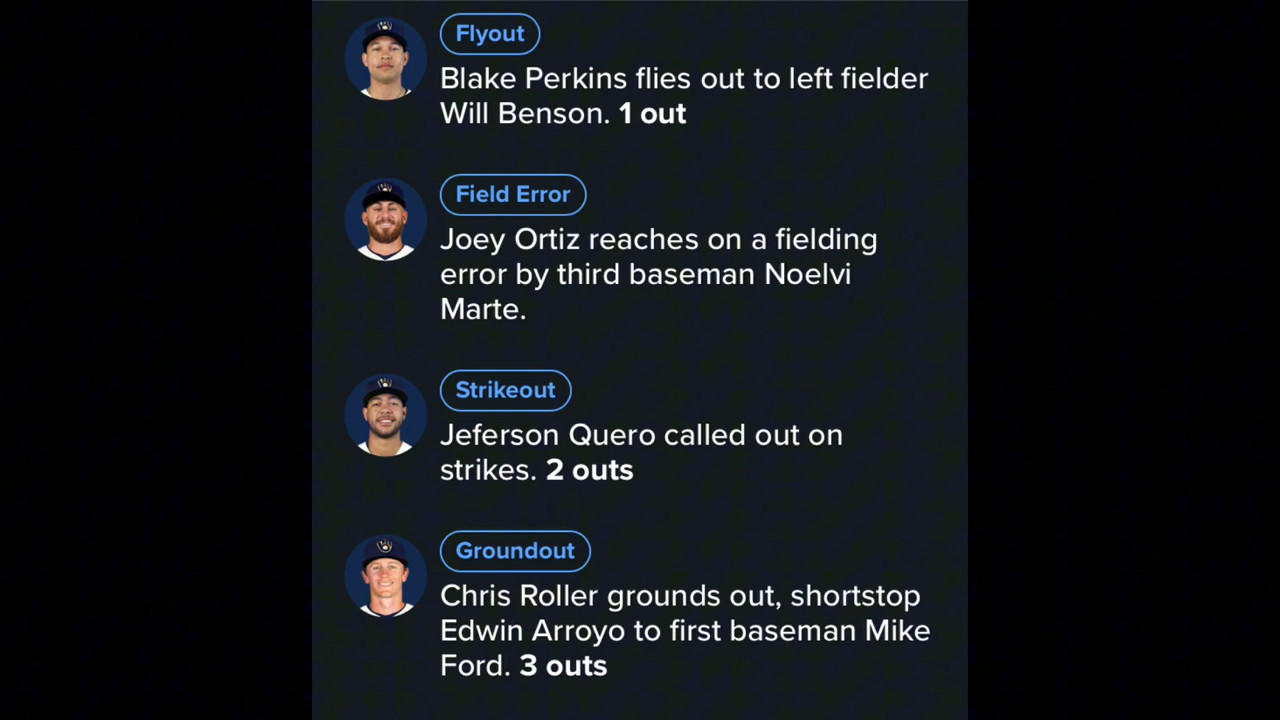 Flyout
Blake Perkins flies out to left fielder
Will Benson. 1 out
Field Error
Joey Ortiz reaches on a fielding
error by third baseman Noelvi
Marte.
Strikeout
Jeferson Quero called out on
strikes. 2 outs
Groundout
Chris Roller grounds out, shortstop
Edwin Arroyo to first baseman Mike
Ford. 3 outs